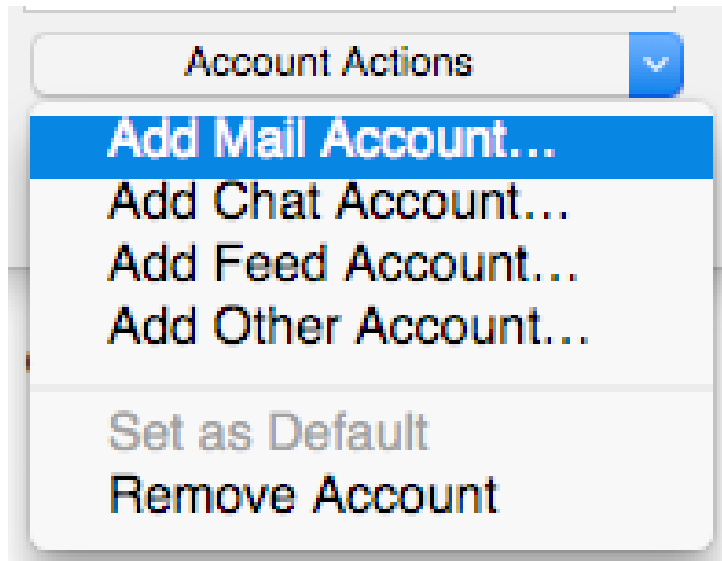 Account Actions
Add Mail Account...
Add Chat Account...
Add Feed Account...
Add Other Account...
Set as Default
Remove Account